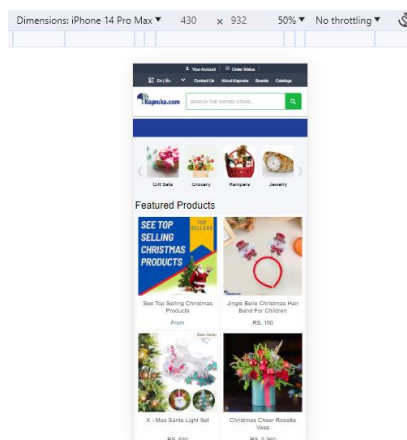 Dimensions: iPhone 14 Pro Max 430 × 932 50% No throttling
Your Account Order Status
Contact Us About Kapruka Brands Catalogs
Kapruka.com SEARCH THE ENTIRE STORE...
Gift Sets Grocery Hampers Jewelry
Featured Products
SEE TOP
SELLING
CHRISTMAS
PRODUCTS
TOP
SELLERS
See Top Selling Christmas
Products
From
Jingle Bells Christmas Hair
Band For Children
RS. 150
Best Seller
X - Mas Santa Light Set
Christmas Cheer Rosette
Vase